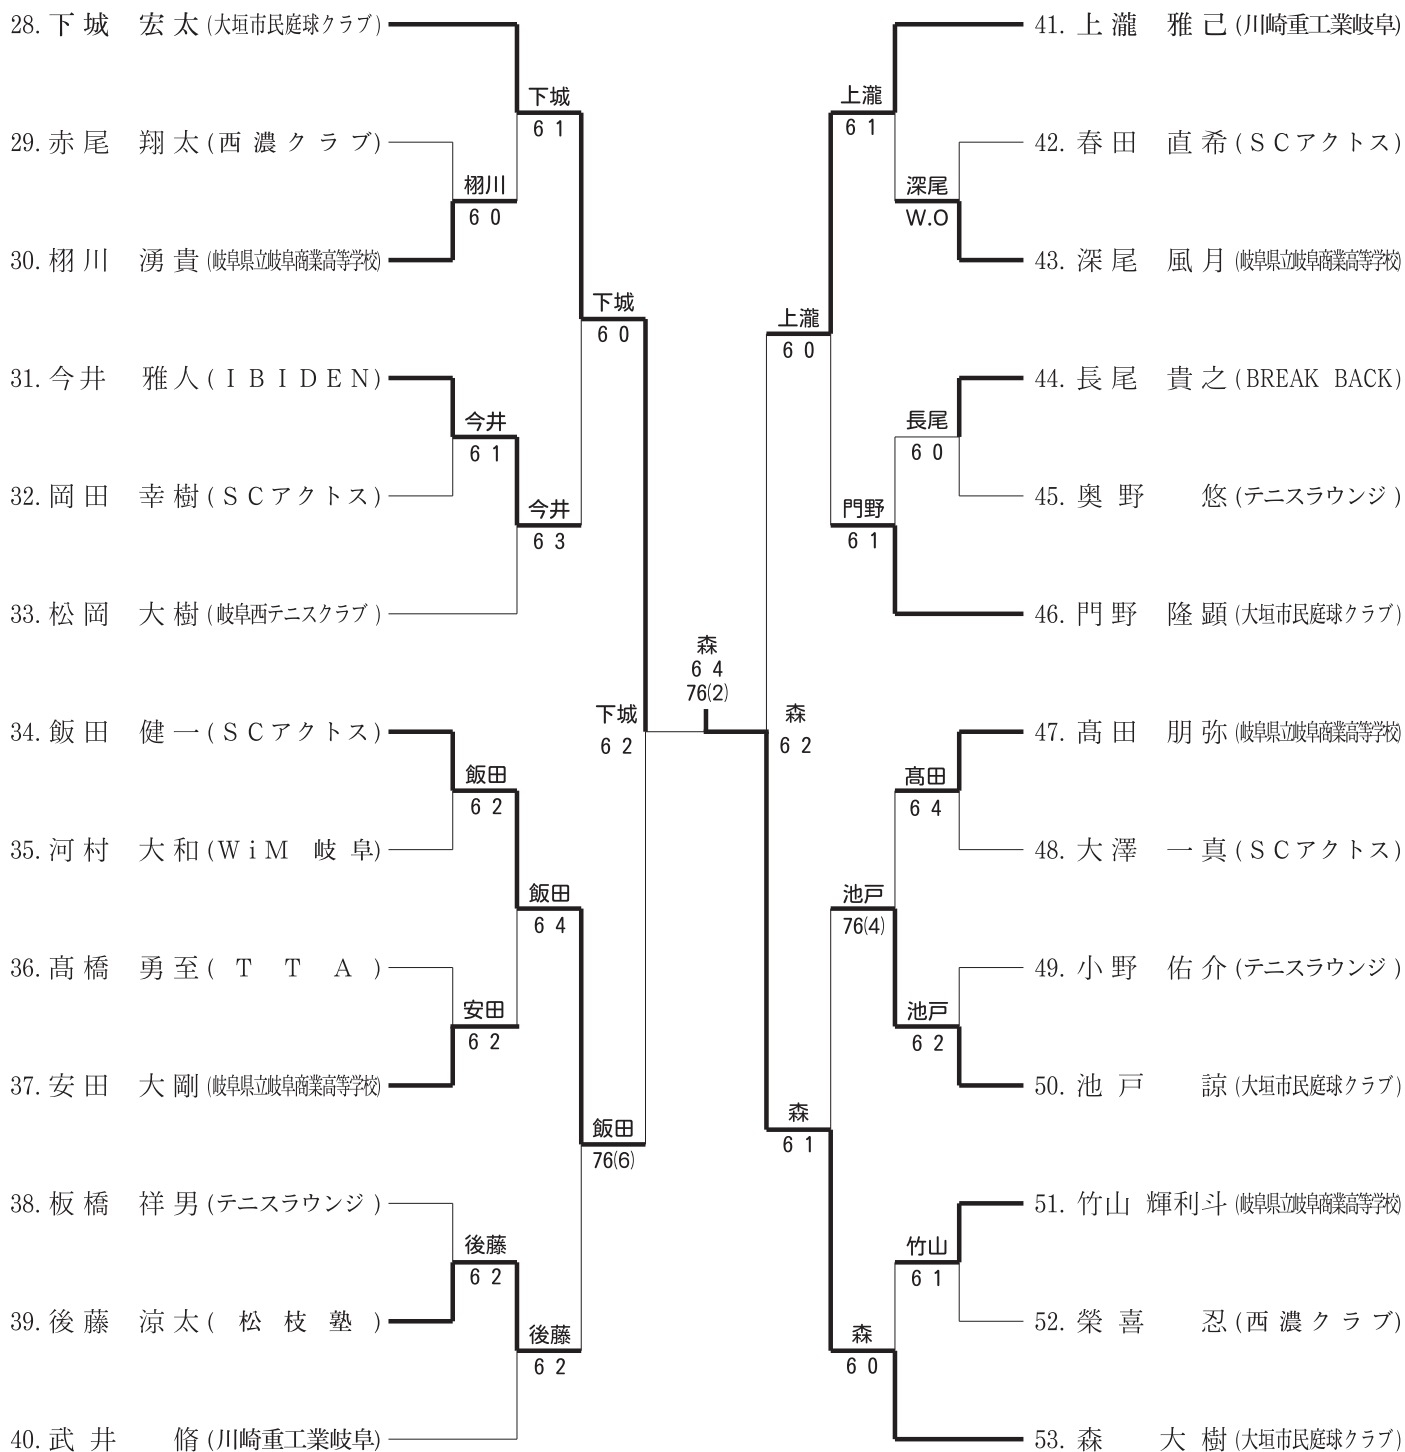 28. 下城 宏太 (大垣市民庭球クラブ)
下城
6 1
29. 赤尾 翔太 (西濃クラブ)
栩川
6 0
30. 栩川 湧貴 (岐阜県立岐阜商業高等学校)
下城
6 0
31. 今井 雅人 (IBIDEN)
今井
6 1
32. 岡田 幸樹 (SCアクトス)
今井
6 3
33. 松岡 大樹 (岐阜西テニスクラブ)
下城
6 2
34. 飯田 健一 (SCアクトス)
飯田
6 2
35. 河村 大和 (WiM 岐阜)
飯田
6 4
36. 髙橋 勇至 (TTA)
安田
6 2
37. 安田 大剛 (岐阜県立岐阜商業高等学校)
飯田
76(6)
38. 板橋 祥男 (テニスラウンジ)
後藤
6 2
39. 後藤 涼太 (松枝塾)
後藤
6 2
40. 武井 脩 (川崎重工業岐阜)
森
6 4
76(2)
41. 上瀧 雅己 (川崎重工業岐阜)
上瀧
6 1
42. 春田 直希 (SCアクトス)
深尾
W.O
43. 深尾 風月 (岐阜県立岐阜商業高等学校)
上瀧
6 0
44. 長尾 貴之 (BREAK BACK)
長尾
6 0
45. 奥野 悠 (テニスラウンジ)
門野
6 1
46. 門野 隆顕 (大垣市民庭球クラブ)
森
6 2
47. 髙田 朋弥 (岐阜県立岐阜商業高等学校)
髙田
6 4
48. 大澤 一真 (SCアクトス)
池戸
76(4)
49. 小野 佑介 (テニスラウンジ)
池戸
6 2
50. 池戸 諒 (大垣市民庭球クラブ)
森
6 1
51. 竹山 輝利斗 (岐阜県立岐阜商業高等学校)
竹山
6 1
52. 榮喜 忍 (西濃クラブ)
森
6 0
53. 森 大樹 (大垣市民庭球クラブ)